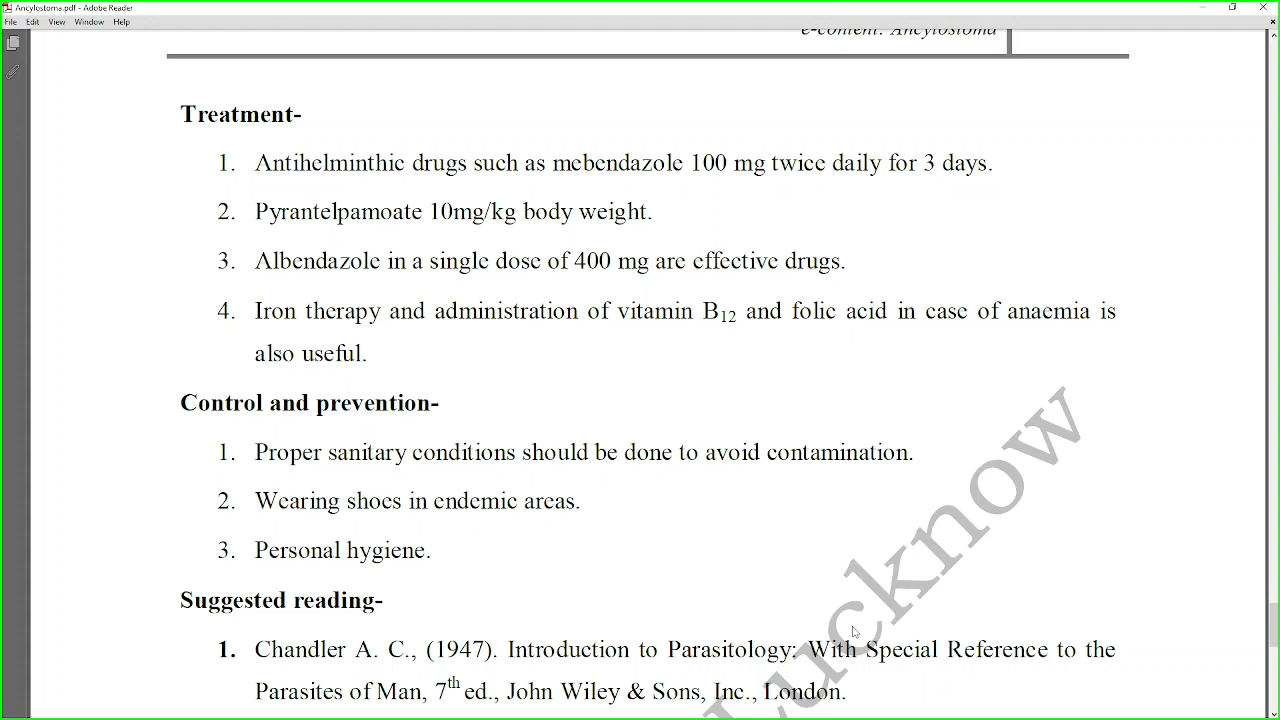 Ancylostoma.pdf - Adobe Reader
File Edit View Window Help
e-content: Ancylostoma
Treatment-
1. Antihelminthic drugs such as mebendazole 100 mg twice daily for 3 days.
2. Pyrantelpamoate 10mg/kg body weight.
3. Albendazole in a single dose of 400 mg are effective drugs.
4. Iron therapy and administration of vitamin B12 and folic acid in case of anaemia is
also useful.
Control and prevention-
1. Proper sanitary conditions should be done to avoid contamination.
2. Wearing shoes in endemic areas.
3. Personal hygiene.
Suggested reading-
1. Chandler A. C., (1947). Introduction to Parasitology: With Special Reference to the
Parasites of Man, 7th ed., John Wiley & Sons, Inc., London.
Lucknow